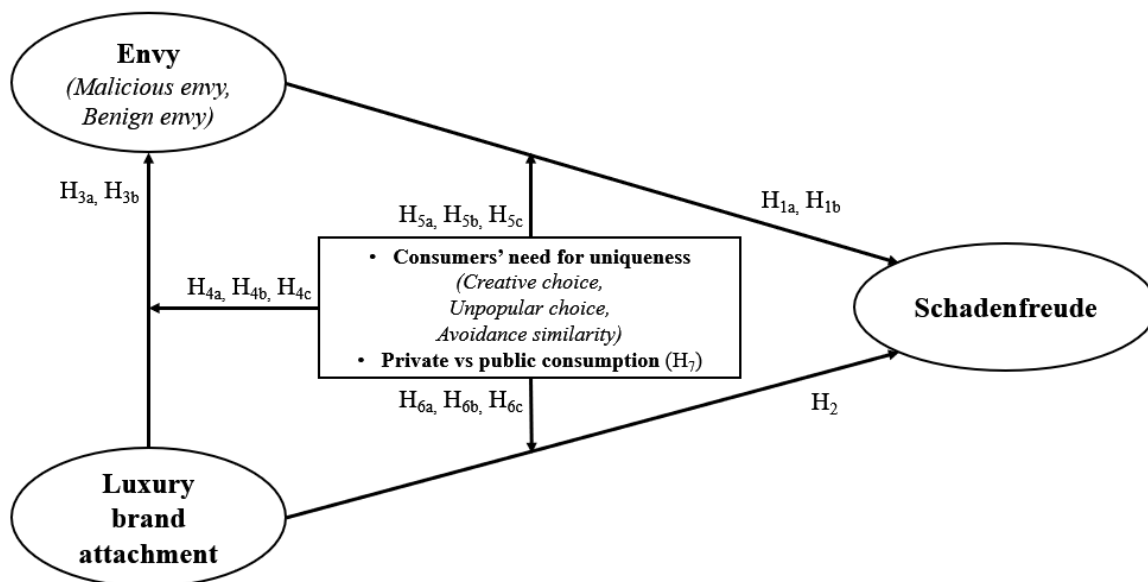 Envy
(Malicious envy,
Benign envy)
H3a, H3b
H5a, H5b, H5c
H1a, H1b
• Consumers’ need for uniqueness
(Creative choice,
Unpopular choice,
Avoidance similarity)
• Private vs public consumption (H7)
H4a, H4b, H4c
Schadenfreude
H6a, H6b, H6c
H2
Luxury
brand
attachment